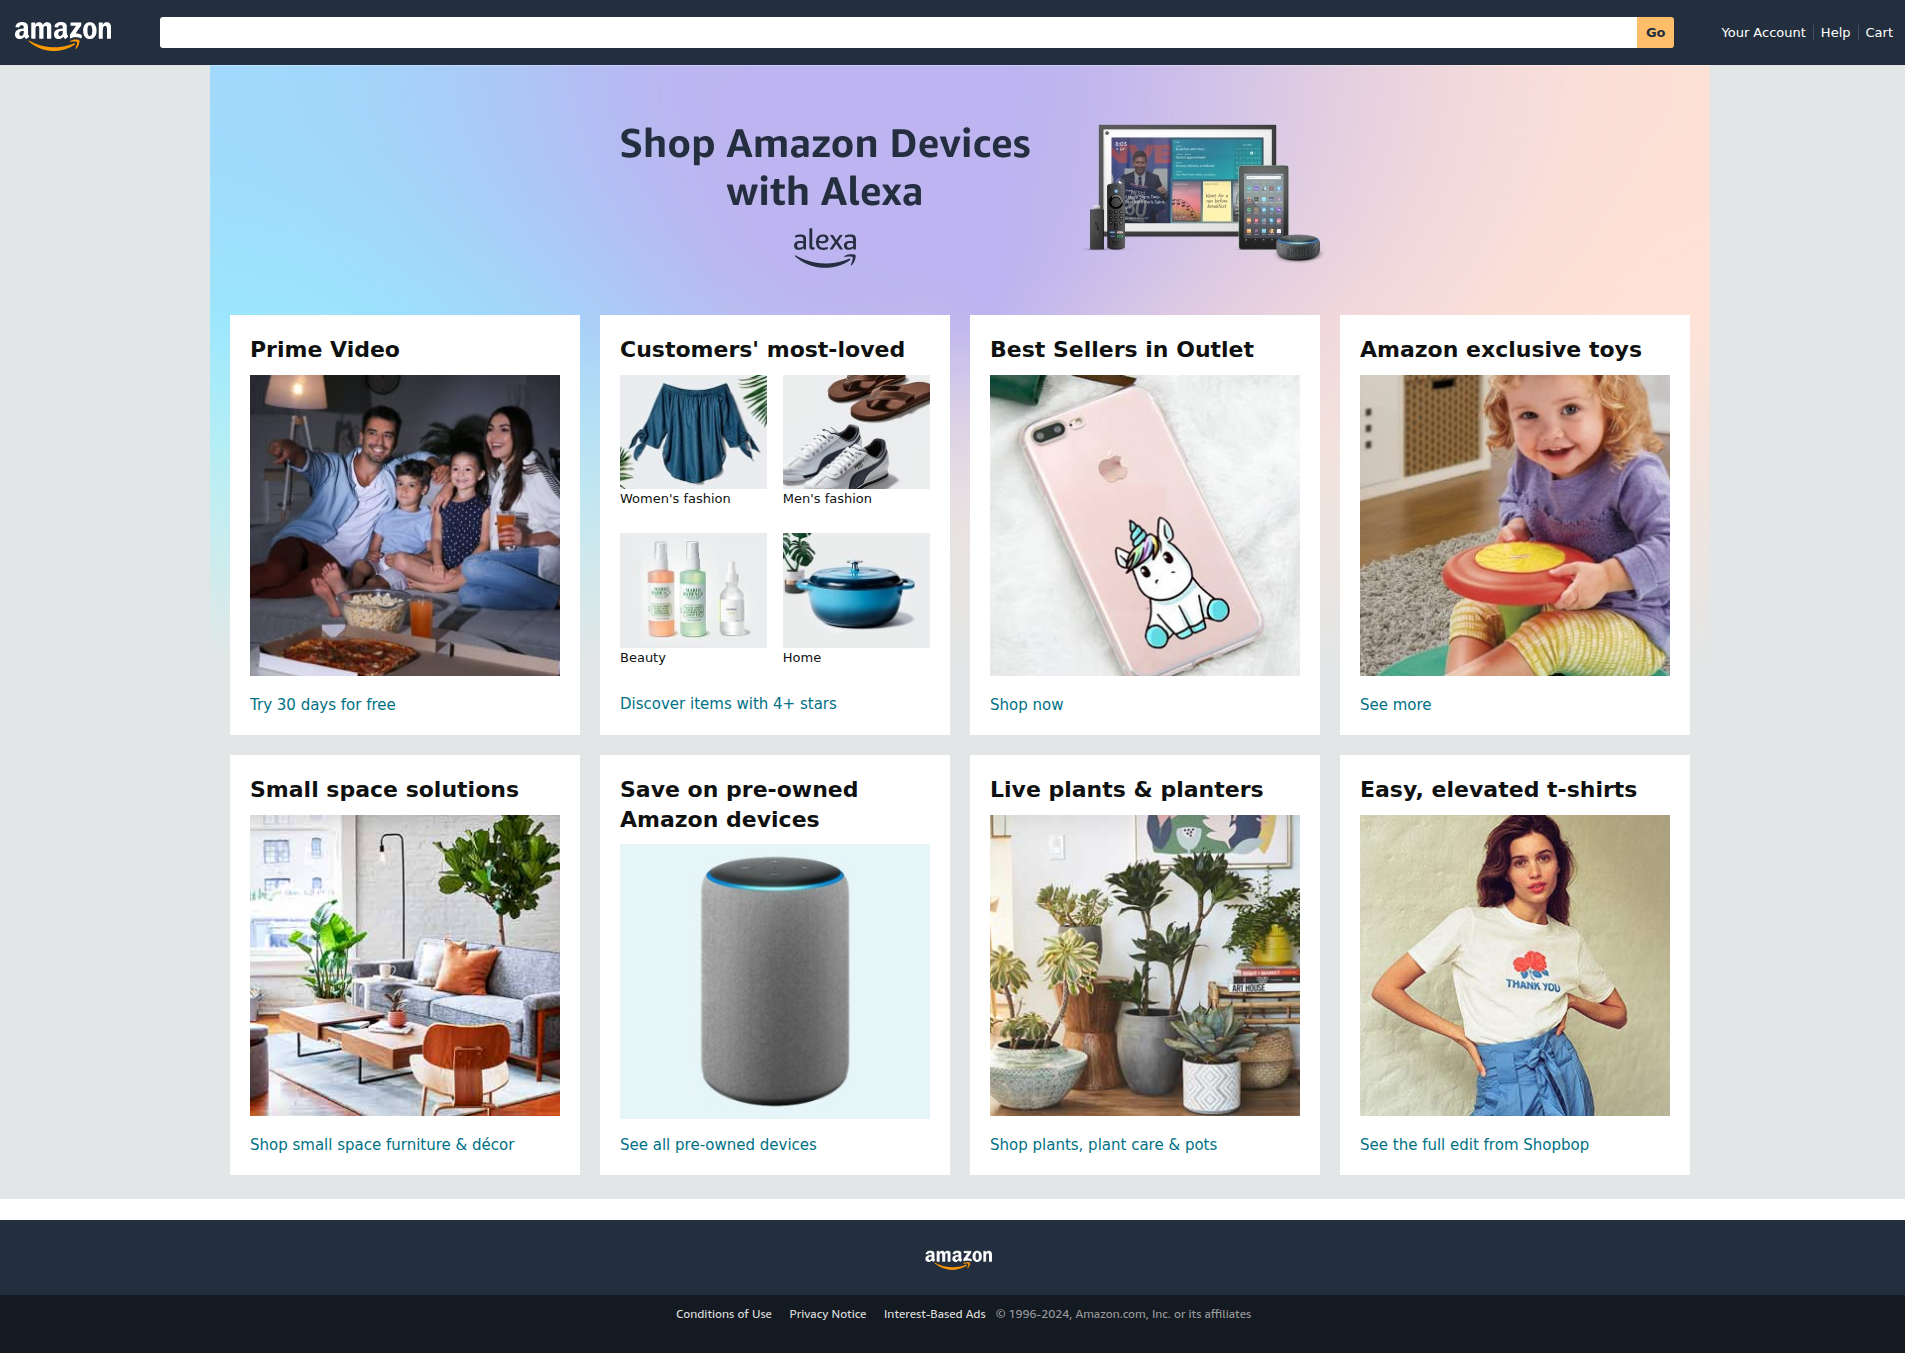 amazon
Go
Your Account
Help
Cart
Shop Amazon Devices
with Alexa
alexa
8:05
Prime Video
Try 30 days for free
Customers' most-loved
Women's fashion
Men's fashion
Beauty
Home
Discover items with 4+ stars
Best Sellers in Outlet
Shop now
Amazon exclusive toys
See more
Small space solutions
Shop small space furniture & décor
Save on pre-owned
Amazon devices
See all pre-owned devices
Live plants & planters
ART HOUSE
Shop plants, plant care & pots
Easy, elevated t-shirts
THANK YOU
See the full edit from Shopbop
amazon
Conditions of Use
Privacy Notice
Interest-Based Ads
© 1996-2024, Amazon.com, Inc. or its affiliates